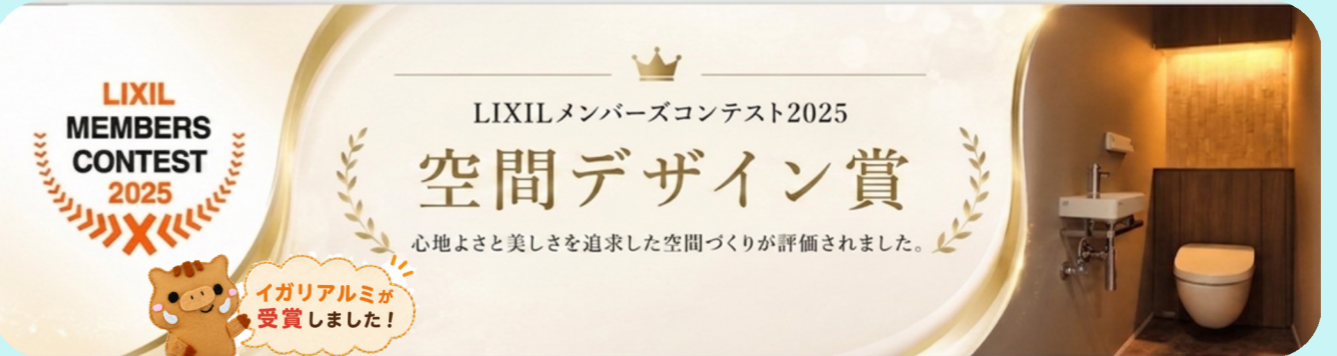 LIXIL
MEMBERS
CONTEST
2025
LIXILメンバーズコンテスト2025
空間デザイン賞
心地よさと美しさを追求した空間づくりが評価されました。
イガリアルミが
受賞しました！